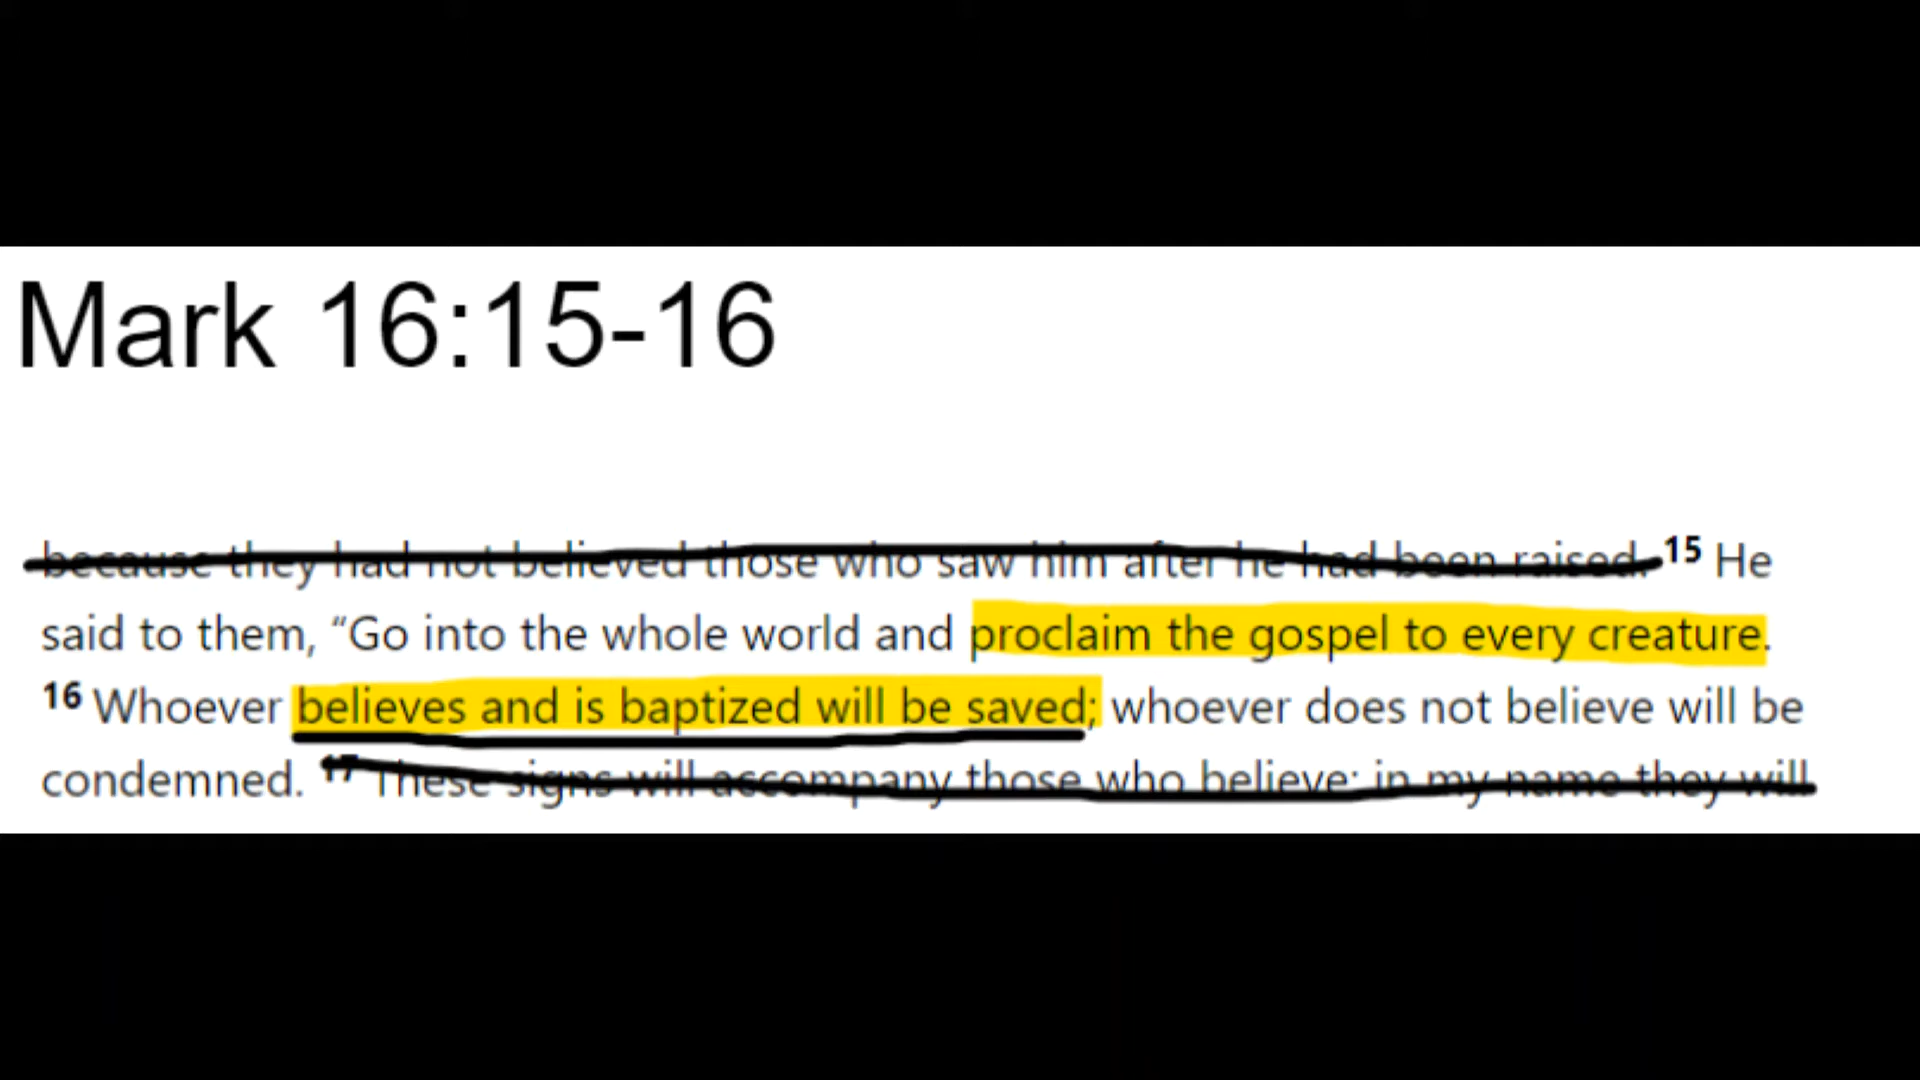 Mark 16:15-16
because they had not believed those who saw him after he had been raised. 15 He
said to them, “Go into the whole world and proclaim the gospel to every creature.
16 Whoever believes and is baptized will be saved; whoever does not believe will be
condemned. 17 These signs will accompany those who believe: in my name they will